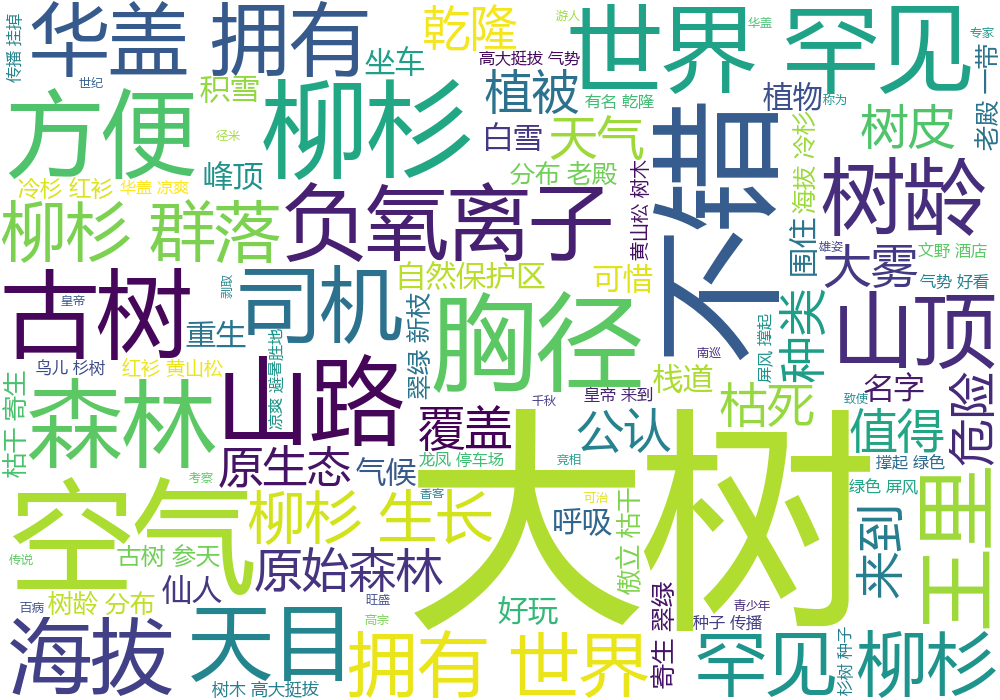 传播 挂掉
华盖 拥有
世纪
乾隆
坐车
积雪
游人
高大挺拔 气势
植被
世界 罕见
华盖
专家
一带
老殿
方便
柳杉
径米
峰顶
白雪
有名 乾隆
天气
分布 老殿
不错
植物
称为
冷杉
海拔
树皮
树龄
冷杉 红衫
华盖 凉爽
柳杉 群落
负氧离子
黄山松 树木
围住
雄姿
大雾
文野 酒店
气势 好看
古树
皇帝
剥取
司机
自然保护区
可惜
重生
凉爽 避暑胜地
翠绿 新枝
胸径
屏风 撑起
种类
山顶
鸟儿 杉树
红衫 黄山松
南巡
栈道
皇帝 来到
千秋
名字
致使
枯干 寄生
森林
山路
覆盖
公认
枯死
值得
危险
原生态
气候
龙凤 停车场
亮相
撑起 绿色
绿色 屏风
考察
香客
可治
大树
空气
柳杉 生长
呼吸
傲立 枯干
来到
王里
传说
古树 参天
仙人
原始森林
百病
树龄 分布
旺盛
高宗
好玩
寄生 翠绿
青少年
种子 传播
海拔
天目
树木 高大挺拔
拥有 世界
罕见 柳杉
杉树 种子